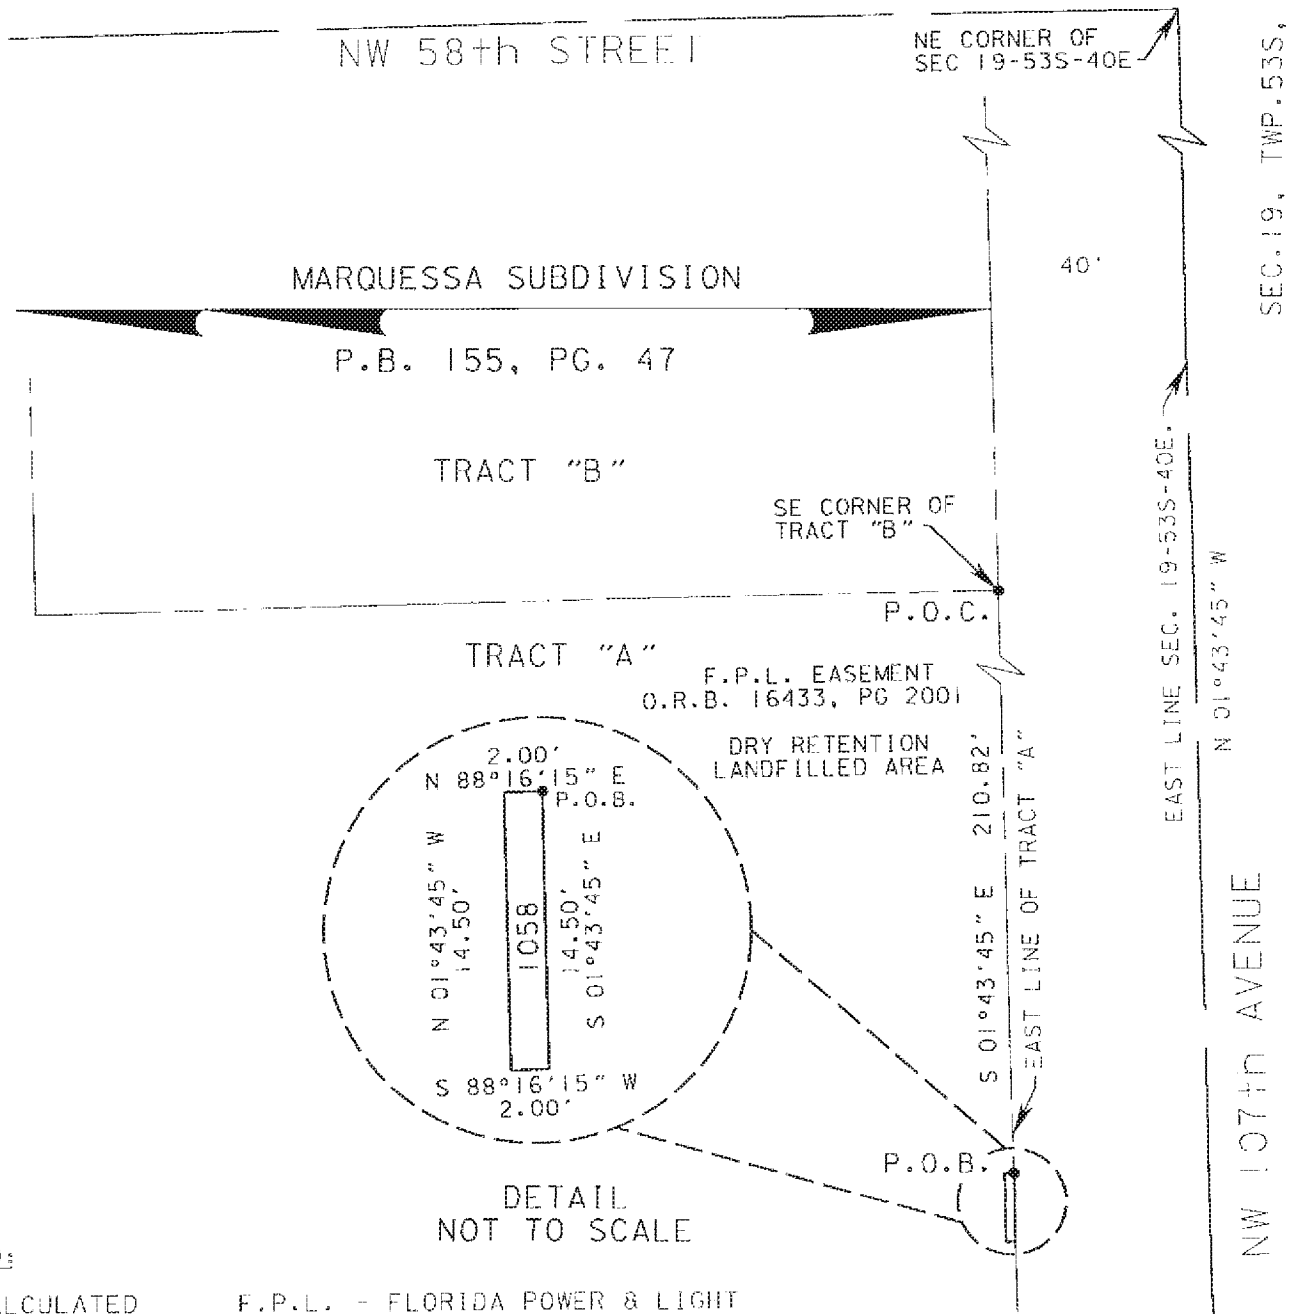 NW 58th STREET
NE CORNER OF
SEC 19-53S-40E
SEC.19, TWP.53S,
40'
MARQUESSA SUBDIVISION
P.B. 155, PG. 47
TRACT "B"
SE CORNER OF
TRACT "B"
P.O.C.
EAST LINE SEC. 19-53S-40E.
N 01°43'45" W
TRACT "A"
F.P.L. EASEMENT
O.R.B. 16433, PG 2001
DRY RETENTION
LANDFILLED AREA
2.00'
N 88°16'15" E
P.O.B.
N 01°43'45" W
14.50'
1058
14.50'
S 01°43'45" E
S 88°16'15" W
2.00'
S 01°43'45" E 210.82'
EAST LINE OF TRACT "A"
NW 107th AVENUE
P.O.B.
DETAIL
NOT TO SCALE
F.P.L. - FLORIDA POWER & LIGHT